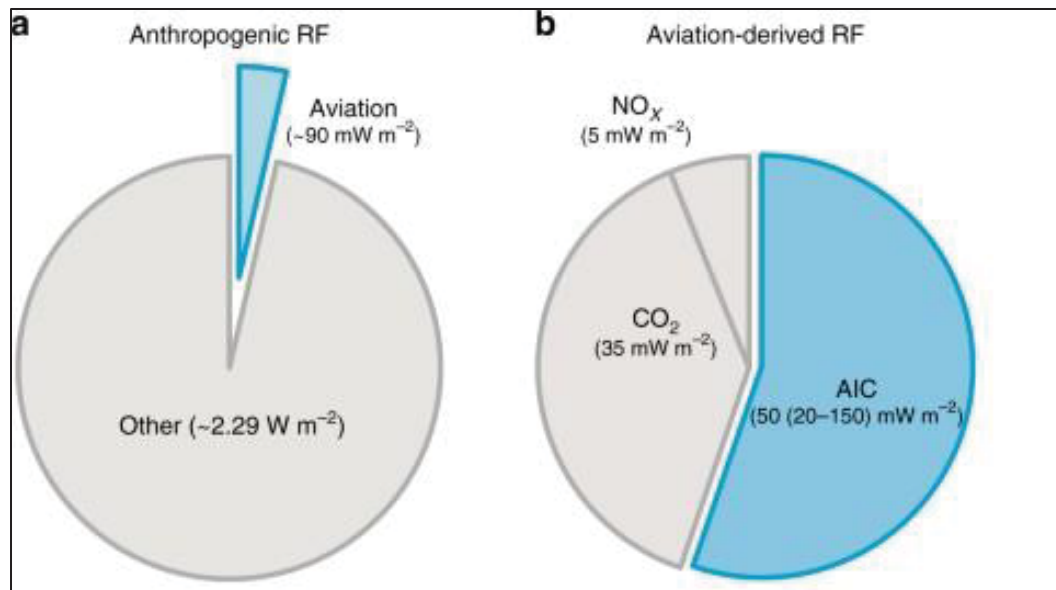 a
Anthropogenic RF
Aviation
(~90 mW m⁻²)
Other (~2.29 W m⁻²)
b
Aviation-derived RF
NOₓ
(5 mW m⁻²)
CO₂
(35 mW m⁻²)
AIC
(50 (20–150) mW m⁻²)